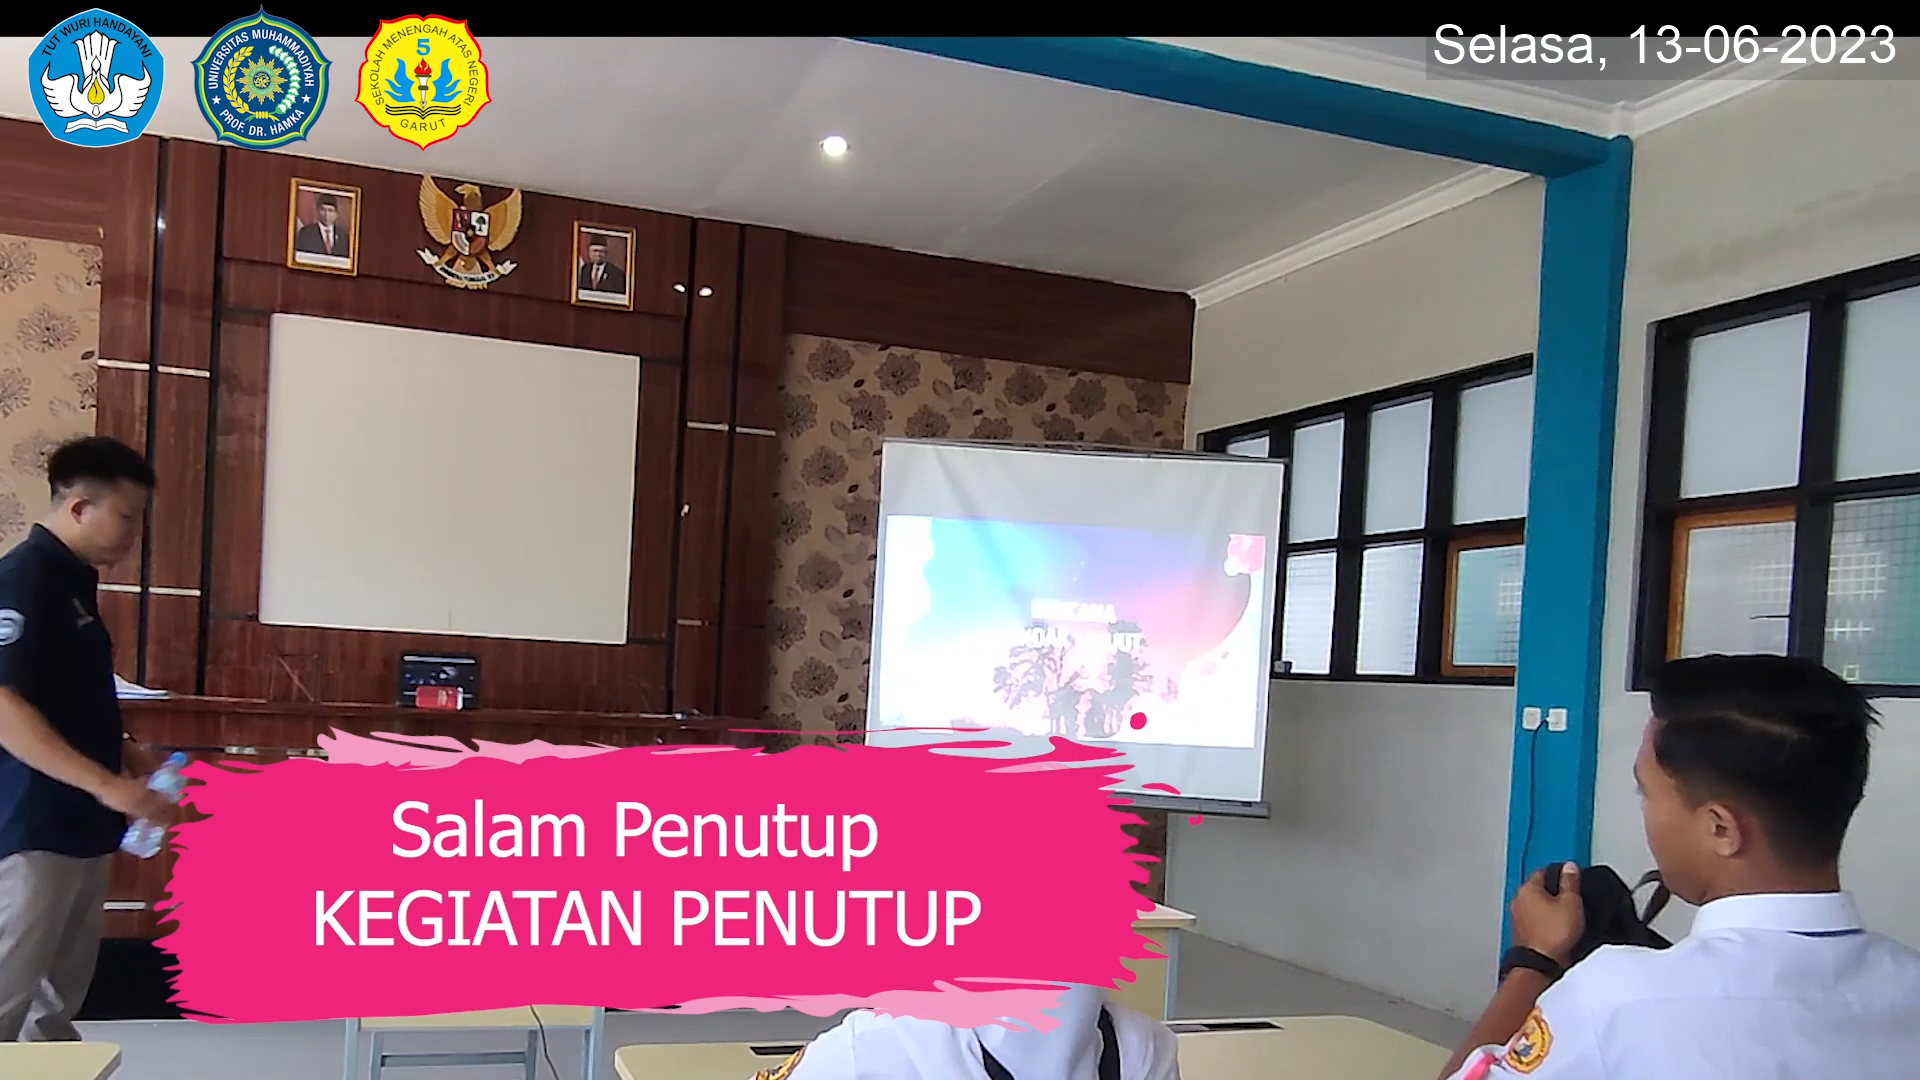 TUT WURI HANDAYANI
UNIVERSITAS MUHAMMADIYAH
PROF. DR. HAMKA
SEKOLAH MENENGAH ATAS NEGERI
5
GARUT
Selasa, 13-06-2023
Salam Penutup
KEGIATAN PENUTUP